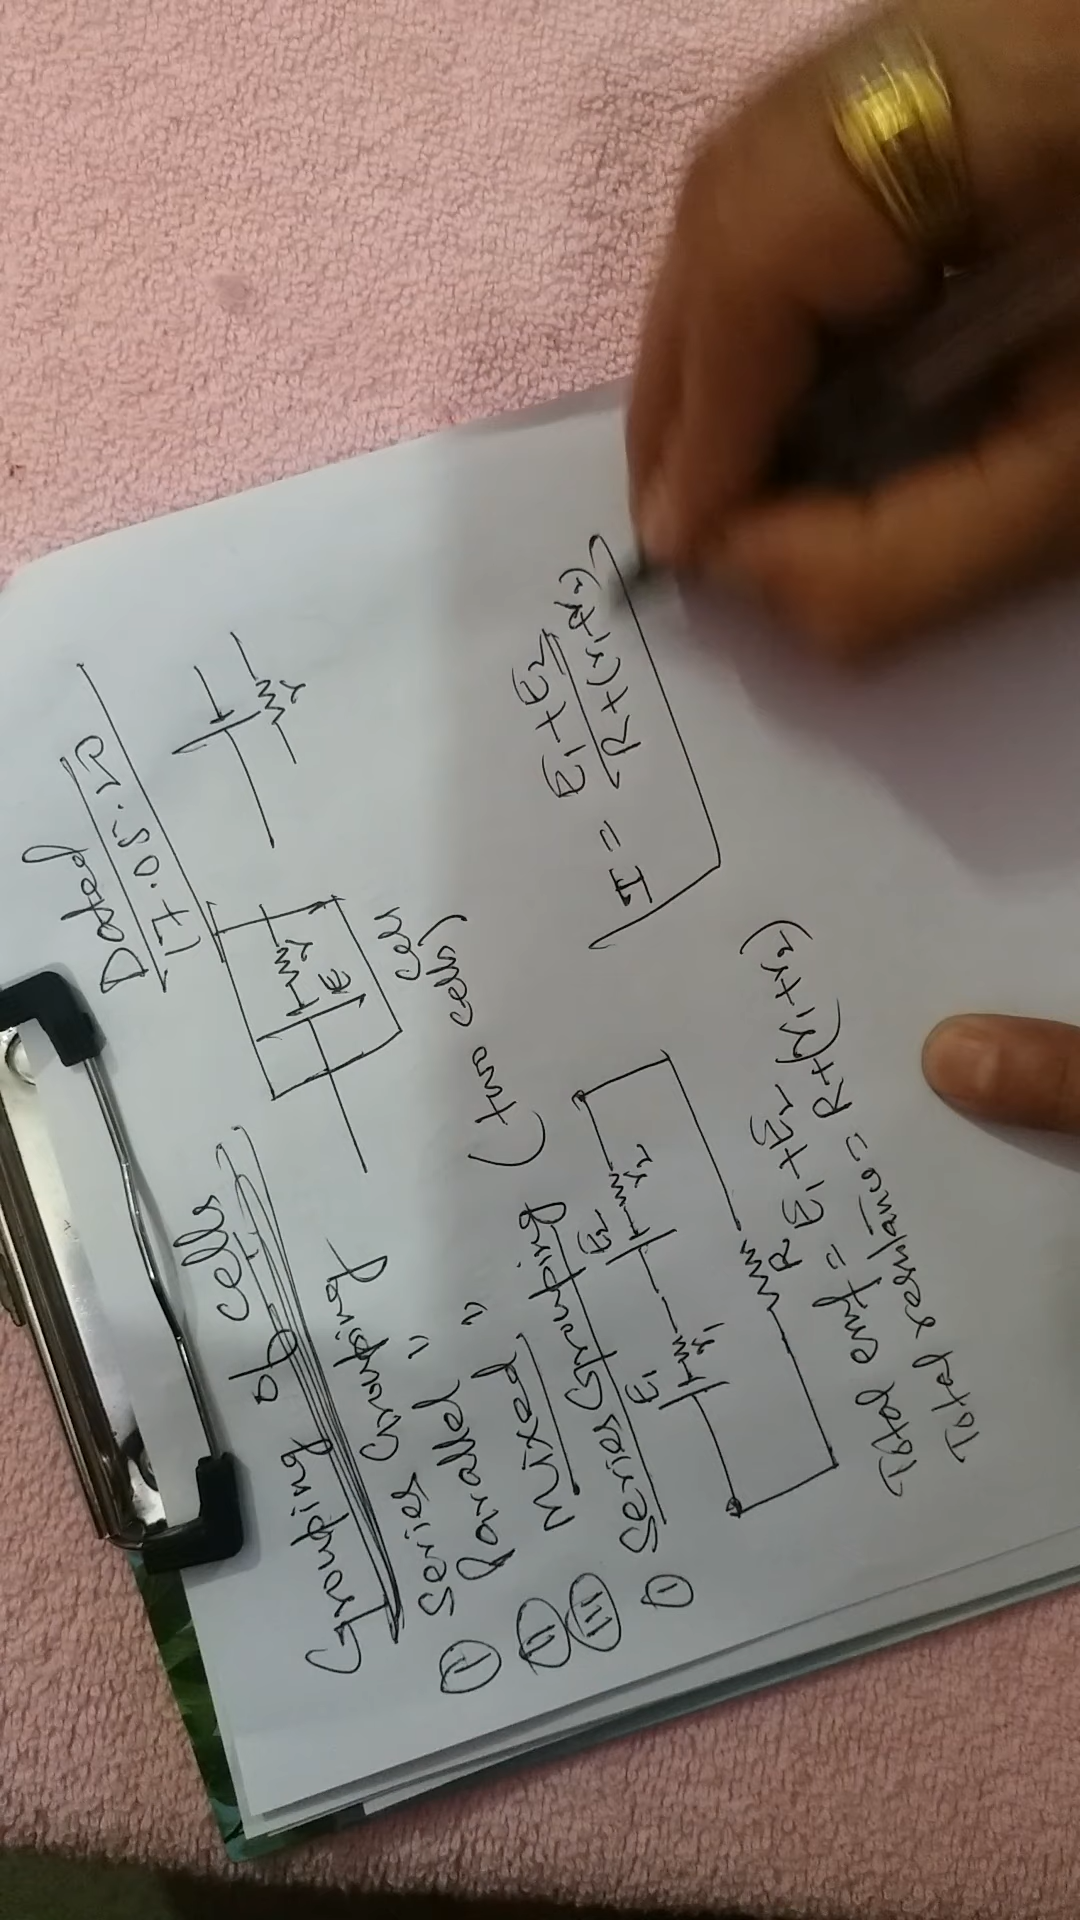 Dated
17.05.25
Grouping of cells
r
E r
Cell
(I) Series Grouping
(II) Parallel "
(III) Mixed "
(I) Series Grouping (two cells)
E1 r1 E2 r2
R
I = E1+E2 / R+(r1+r2)
Total emf = E1+E2
Total resistance = R+(r1+r2)